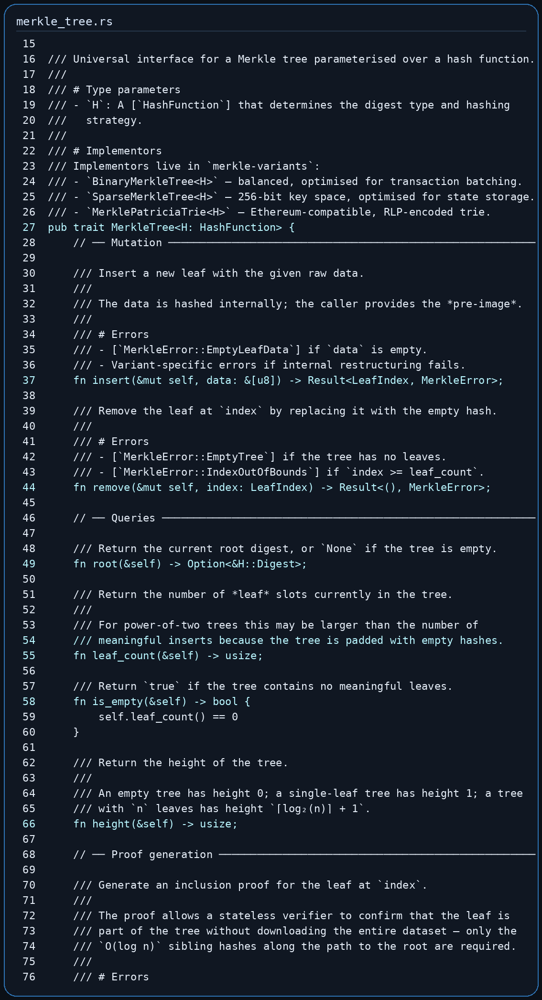 merkle_tree.rs
15
16  /// Universal interface for a Merkle tree parameterised over a hash function.
17  ///
18  /// # Type parameters
19  /// - `H`: A [`HashFunction`] that determines the digest type and hashing
20  ///   strategy.
21  ///
22  /// # Implementors
23  /// Implementors live in `merkle-variants`:
24  /// - `BinaryMerkleTree<H>` — balanced, optimised for transaction batching.
25  /// - `SparseMerkleTree<H>` — 256-bit key space, optimised for state storage.
26  /// - `MerklePatriciaTrie<H>` — Ethereum-compatible, RLP-encoded trie.
27  pub trait MerkleTree<H: HashFunction> {
28      // ── Mutation ──────────────────────────────────────────────────────────
29
30      /// Insert a new leaf with the given raw data.
31      ///
32      /// The data is hashed internally; the caller provides the *pre-image*.
33      ///
34      /// # Errors
35      /// - [`MerkleError::EmptyLeafData`] if `data` is empty.
36      /// - Variant-specific errors if internal restructuring fails.
37      fn insert(&mut self, data: &[u8]) -> Result<LeafIndex, MerkleError>;
38
39      /// Remove the leaf at `index` by replacing it with the empty hash.
40      ///
41      /// # Errors
42      /// - [`MerkleError::EmptyTree`] if the tree has no leaves.
43      /// - [`MerkleError::IndexOutOfBounds`] if `index >= leaf_count`.
44      fn remove(&mut self, index: LeafIndex) -> Result<(), MerkleError>;
45
46      // ── Queries ───────────────────────────────────────────────────────────
47
48      /// Return the current root digest, or `None` if the tree is empty.
49      fn root(&self) -> Option<&H::Digest>;
50
51      /// Return the number of *leaf* slots currently in the tree.
52      ///
53      /// For power-of-two trees this may be larger than the number of
54      /// meaningful inserts because the tree is padded with empty hashes.
55      fn leaf_count(&self) -> usize;
56
57      /// Return `true` if the tree contains no meaningful leaves.
58      fn is_empty(&self) -> bool {
59          self.leaf_count() == 0
60      }
61
62      /// Return the height of the tree.
63      ///
64      /// An empty tree has height 0; a single-leaf tree has height 1; a tree
65      /// with `n` leaves has height `⌈log₂(n)⌉ + 1`.
66      fn height(&self) -> usize;
67
68      // ── Proof generation ──────────────────────────────────────────────────
69
70      /// Generate an inclusion proof for the leaf at `index`.
71      ///
72      /// The proof allows a stateless verifier to confirm that the leaf is
73      /// part of the tree without downloading the entire dataset — only the
74      /// `O(log n)` sibling hashes along the path to the root are required.
75      ///
76      /// # Errors